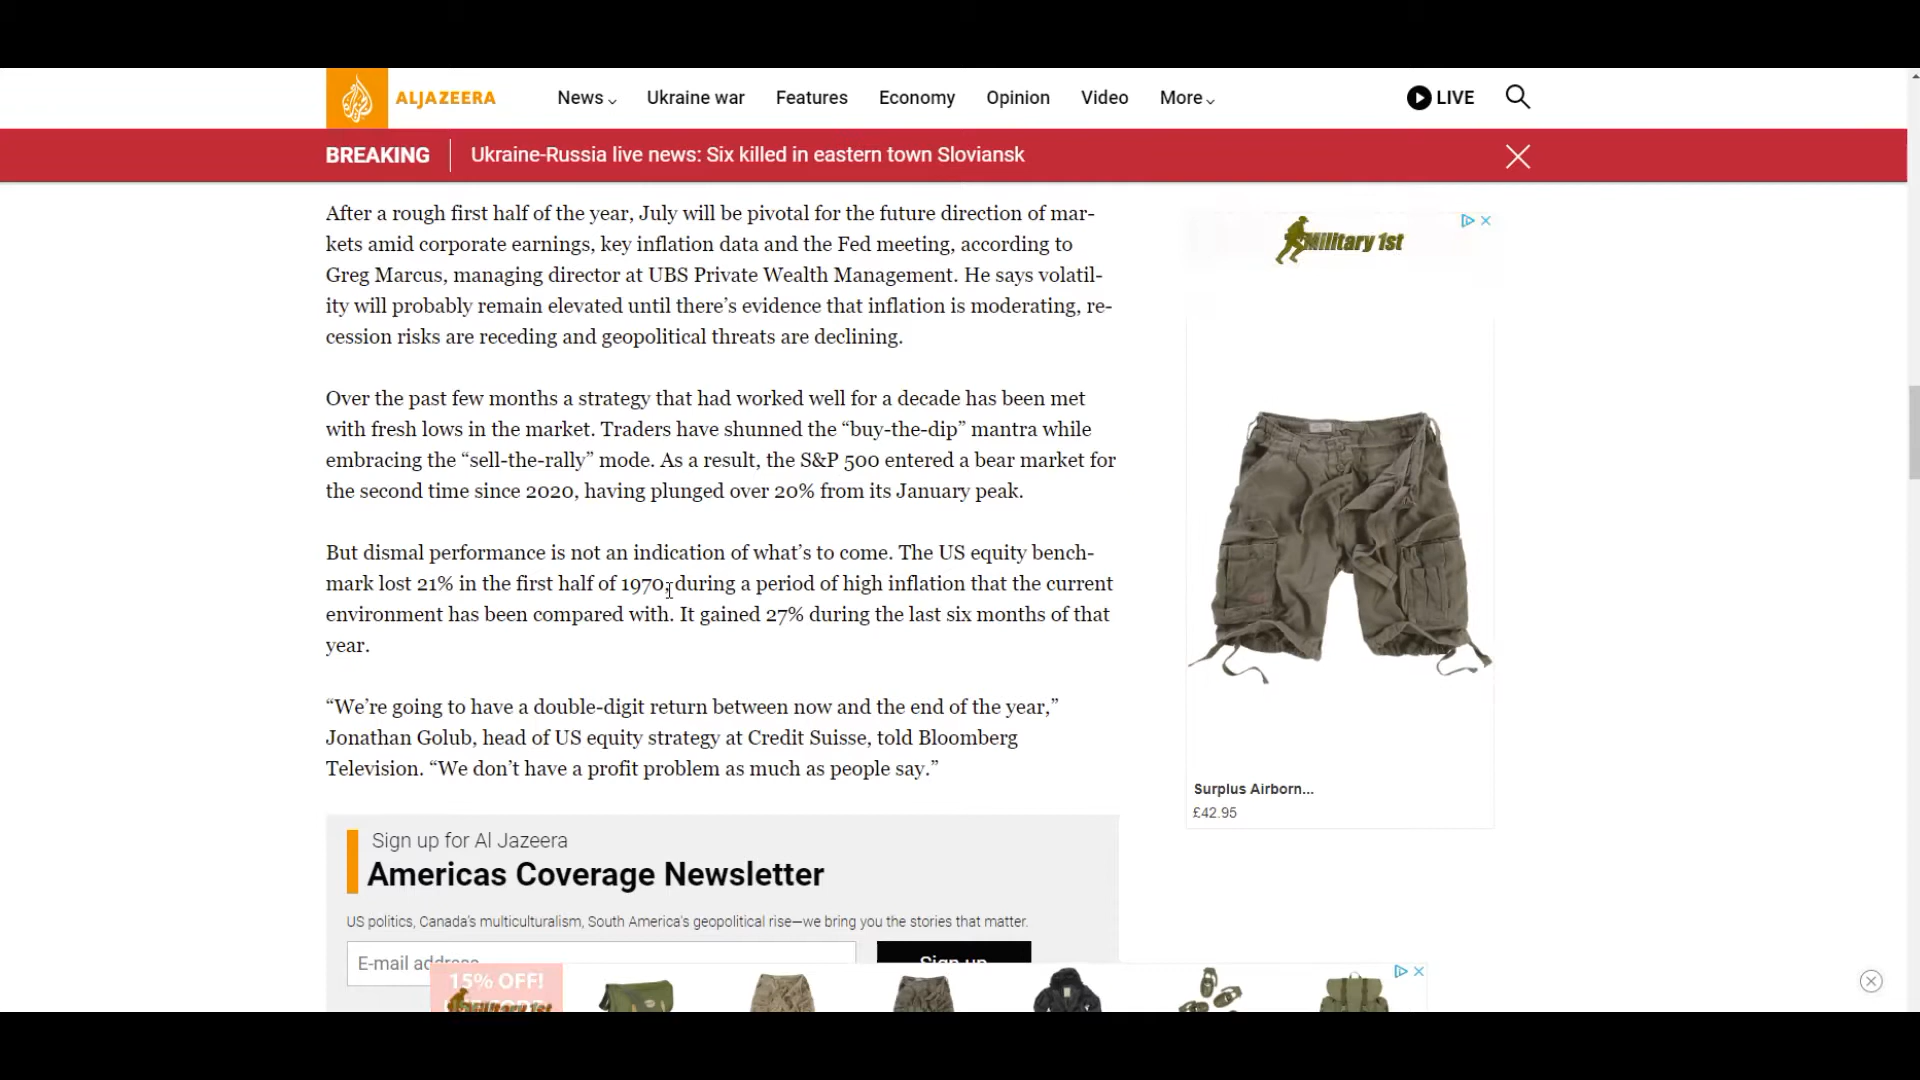 ALJAZEERA
News
Ukraine war
Features
Economy
Opinion
Video
More
LIVE
BREAKING
Ukraine-Russia live news: Six killed in eastern town Sloviansk
After a rough first half of the year, July will be pivotal for the future direction of mar-
kets amid corporate earnings, key inflation data and the Fed meeting, according to
Greg Marcus, managing director at UBS Private Wealth Management. He says volatil-
ity will probably remain elevated until there’s evidence that inflation is moderating, re-
cession risks are receding and geopolitical threats are declining.
Over the past few months a strategy that had worked well for a decade has been met
with fresh lows in the market. Traders have shunned the “buy-the-dip” mantra while
embracing the “sell-the-rally” mode. As a result, the S&P 500 entered a bear market for
the second time since 2020, having plunged over 20% from its January peak.
But dismal performance is not an indication of what’s to come. The US equity bench-
mark lost 21% in the first half of 1970, during a period of high inflation that the current
environment has been compared with. It gained 27% during the last six months of that
year.
“We’re going to have a double-digit return between now and the end of the year,”
Jonathan Golub, head of US equity strategy at Credit Suisse, told Bloomberg
Television. “We don’t have a profit problem as much as people say.”
Military 1st
Surplus Airborn...
£42.95
Sign up for Al Jazeera
Americas Coverage Newsletter
US politics, Canada’s multiculturalism, South America’s geopolitical rise—we bring you the stories that matter.
E-mail address
Sign up
15% OFF!
Military 1st